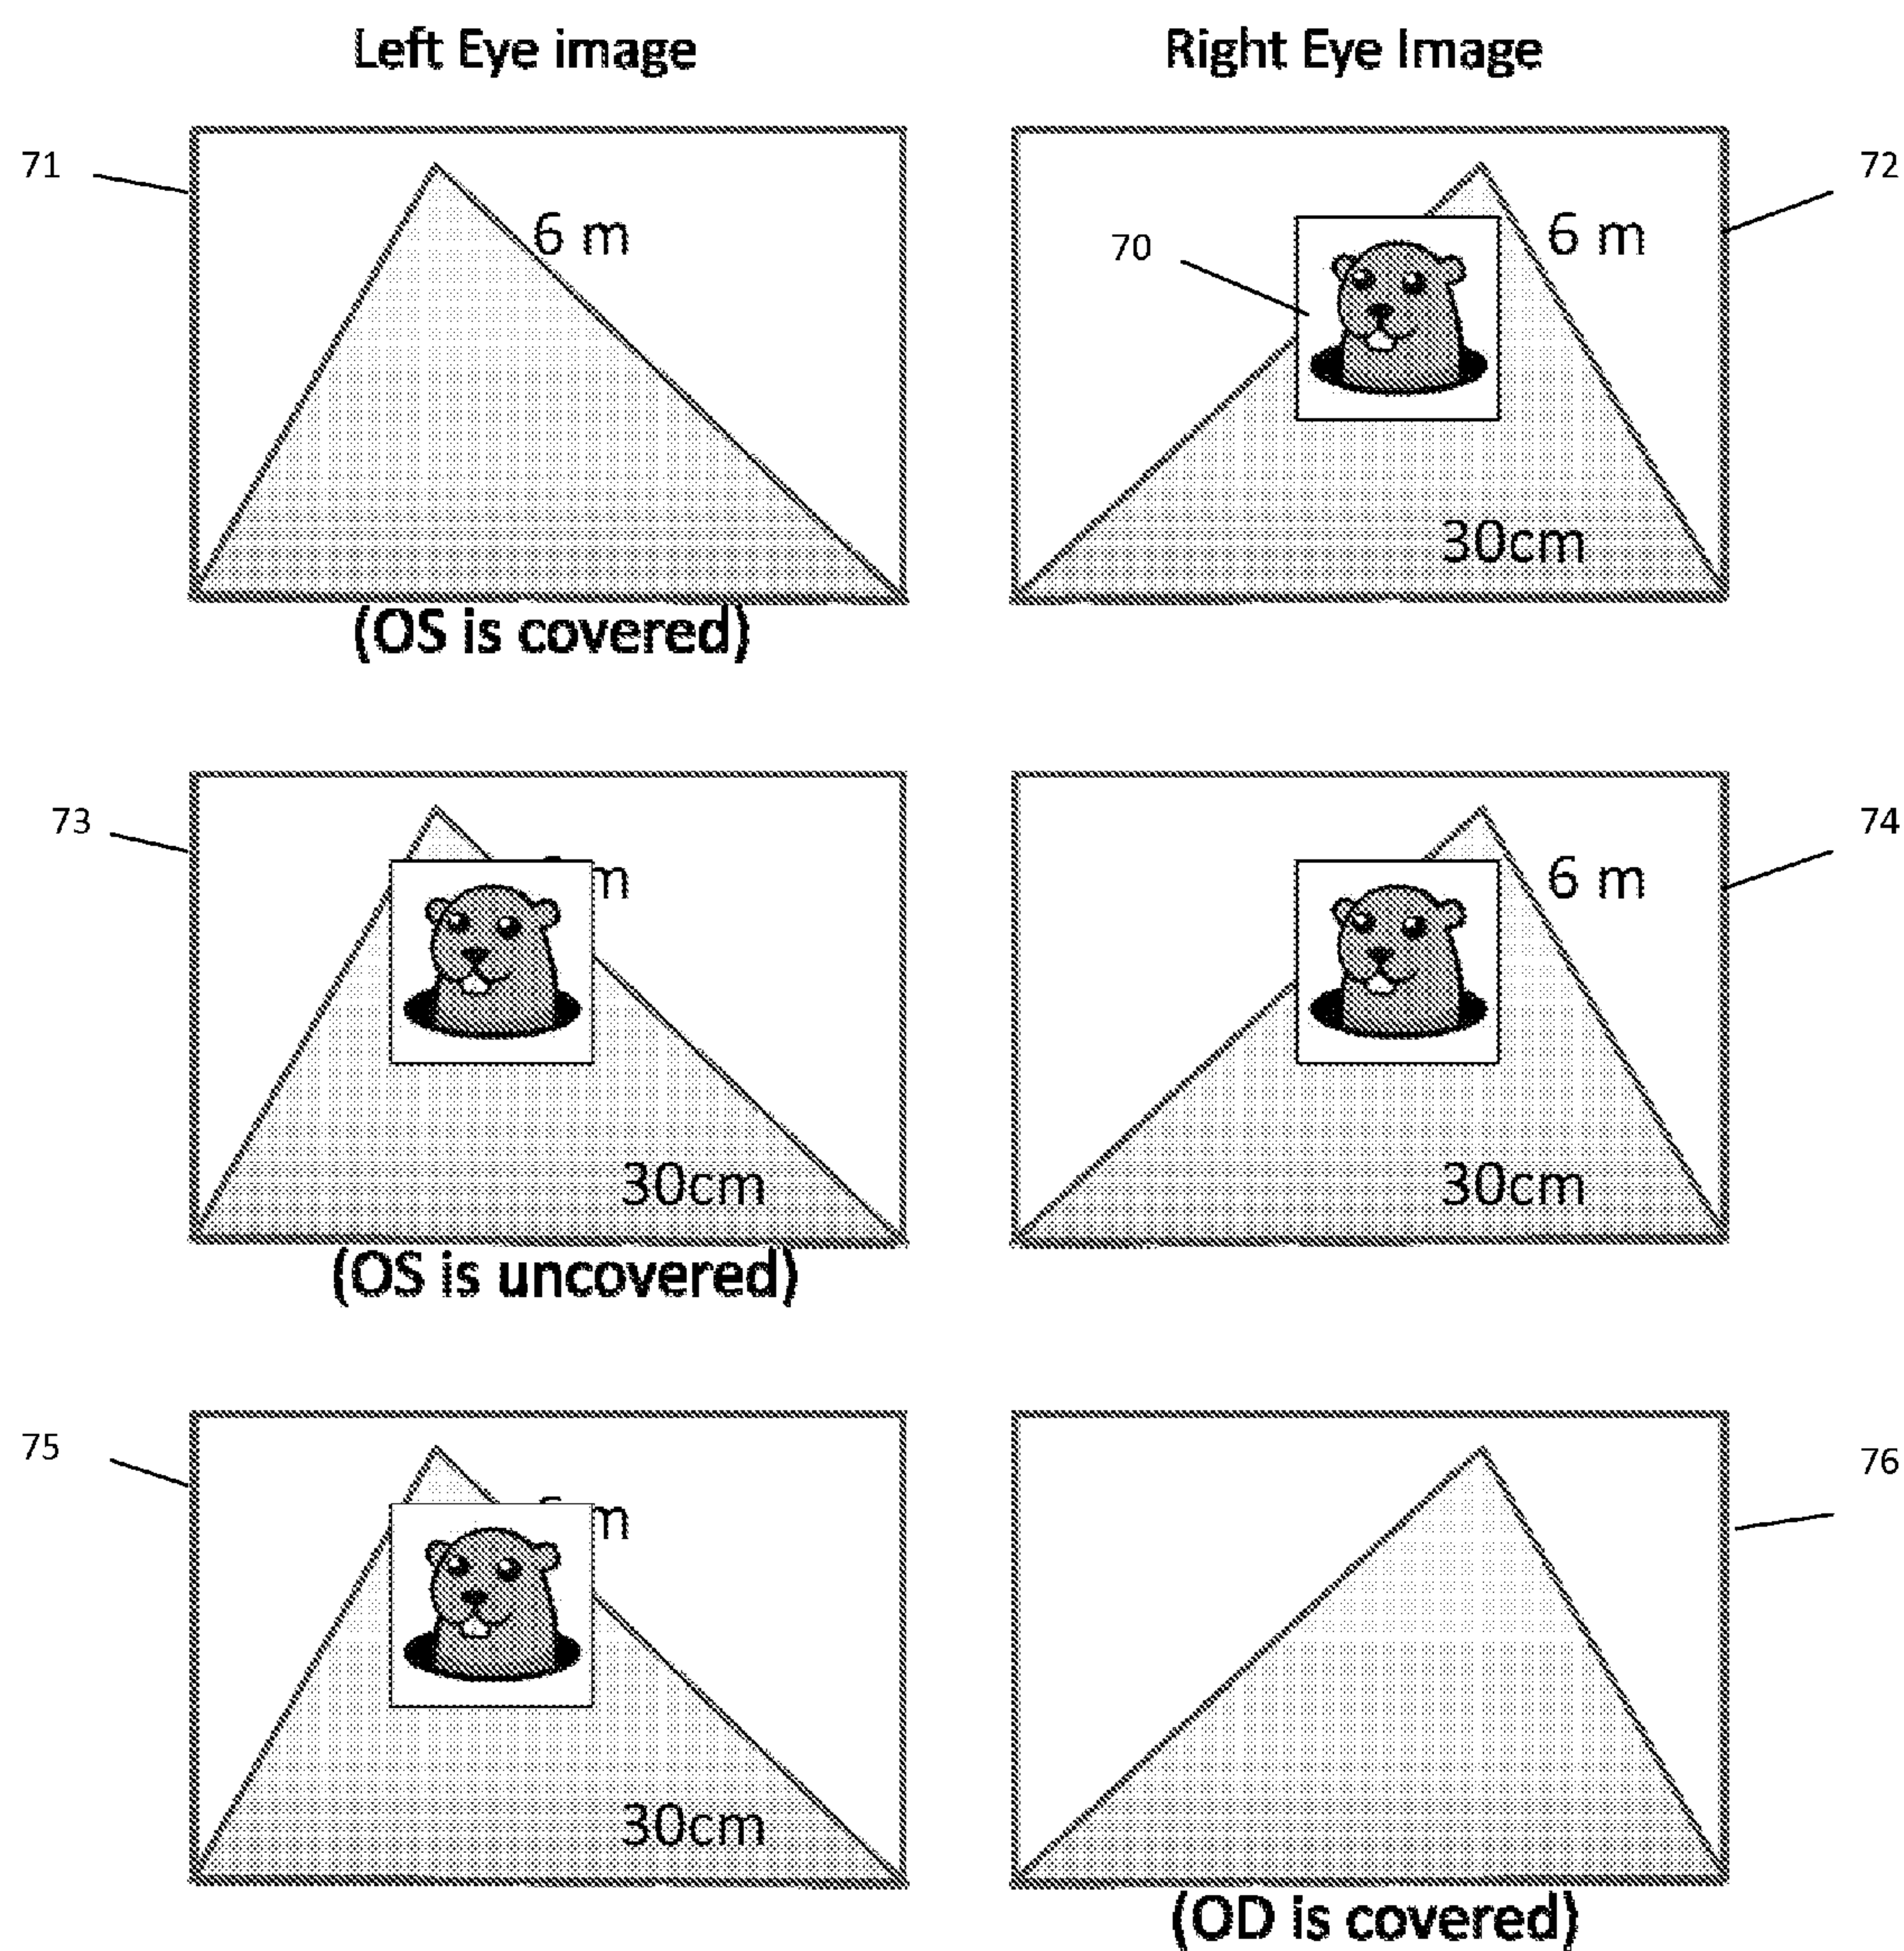 Left Eye image
Right Eye Image
71
6 m
70
6 m
72
30cm
(OS is covered)
73
m
6 m
74
30cm
30cm
(OS is uncovered)
75
m
76
30cm
(OD is covered)